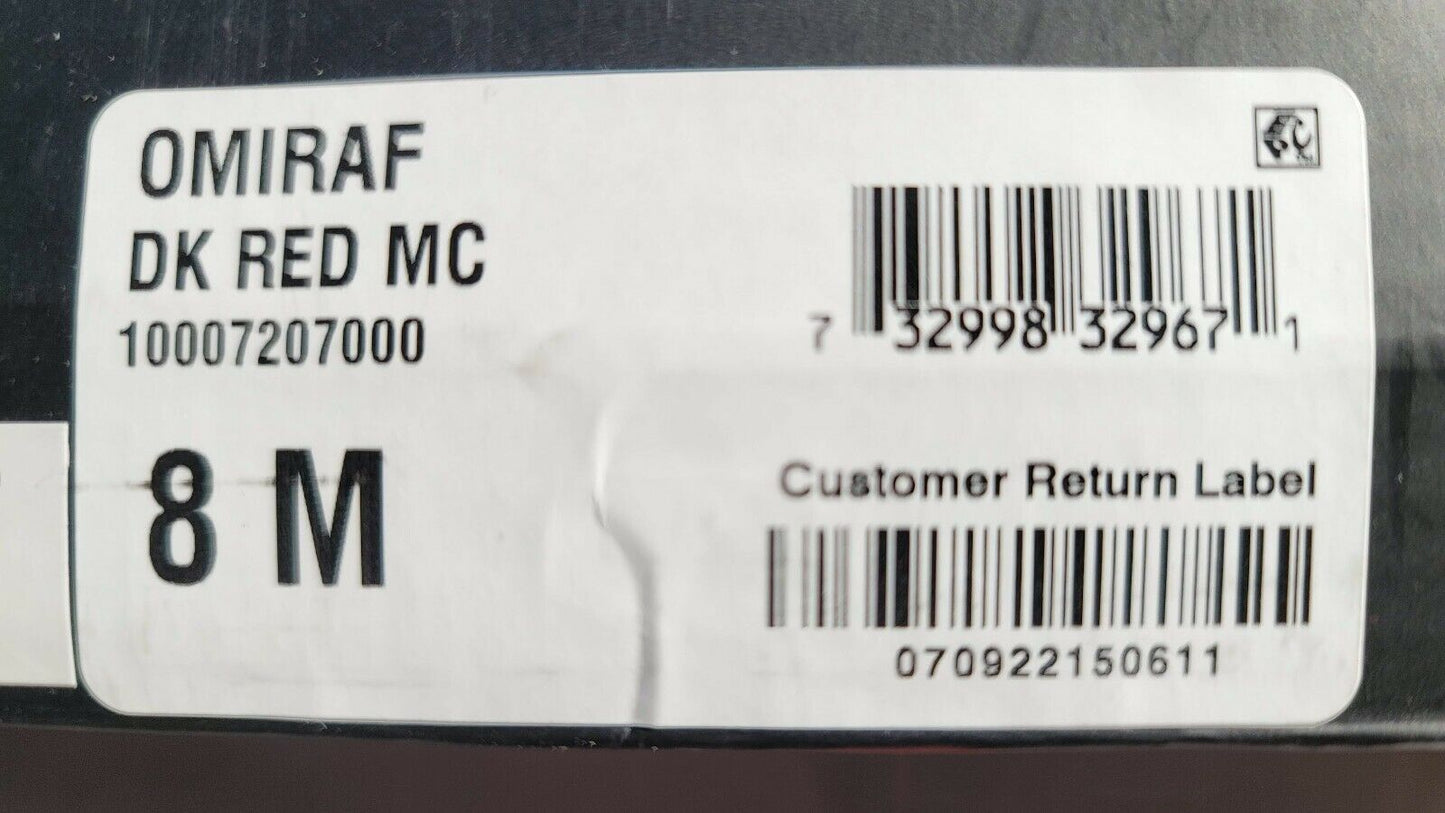 OMIRAF
DK RED MC
10007207000
8 M
7 32998 32967 1
Customer Return Label
070922150611